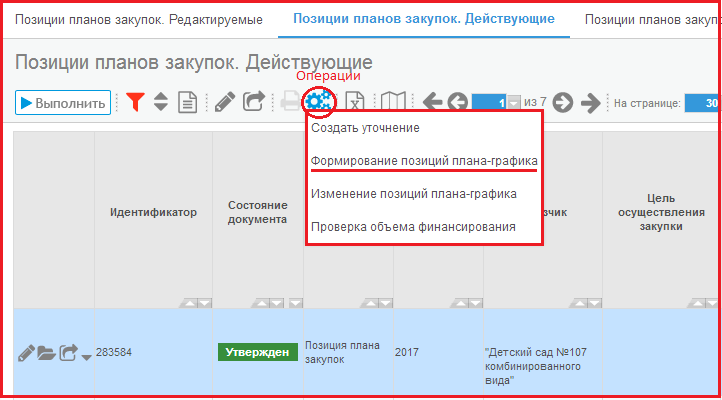 Позиции планов закупок. Редактируемые
Позиции планов закупок. Действующие
Позиции планов зак
Позиции планов закупок. Действующие
Операции
Выполнить
1
из 7
На странице:
30
Создать уточнение
Формирование позиций плана-графика
Изменение позиций плана-графика
Проверка объема финансирования
Идентификатор
Состояние
документа
зчик
Цель
осуществления
закупки
283584
Утвержден
Позиция плана
закупок
2017
"Детский сад №107
комбинированного
вида"